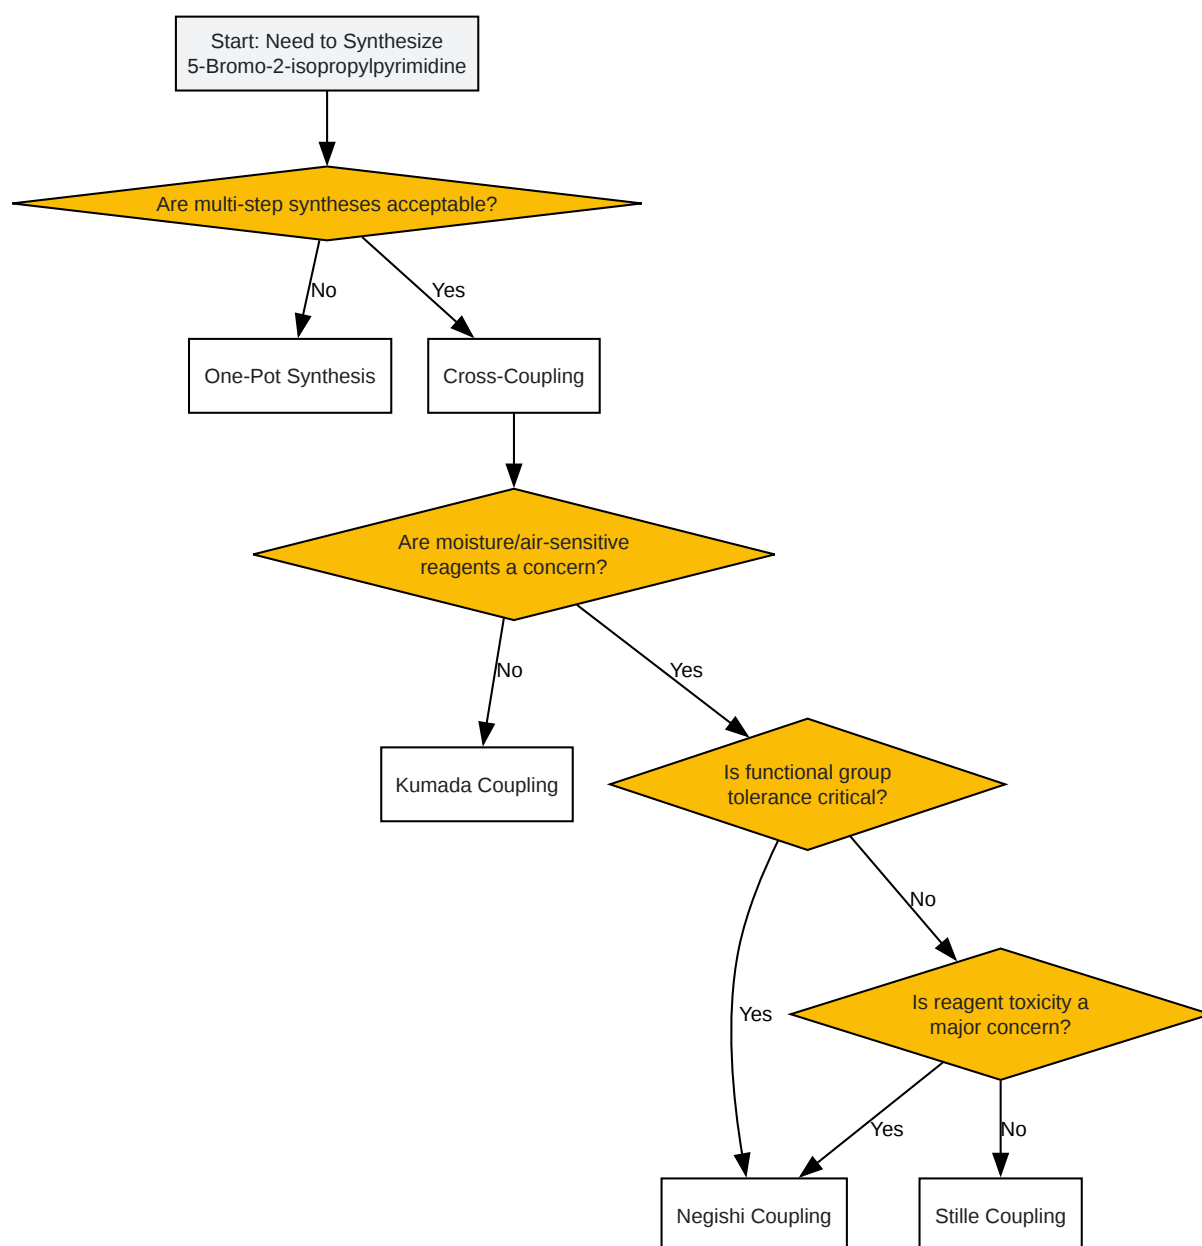 Start: Need to Synthesize
5-Bromo-2-isopropylpyrimidine
Are multi-step syntheses acceptable?
No
Yes
One-Pot Synthesis
Cross-Coupling
Are moisture/air-sensitive
reagents a concern?
No
Yes
Kumada Coupling
Is functional group
tolerance critical?
No
Yes
Is reagent toxicity a
major concern?
Yes
No
Negishi Coupling
Stille Coupling